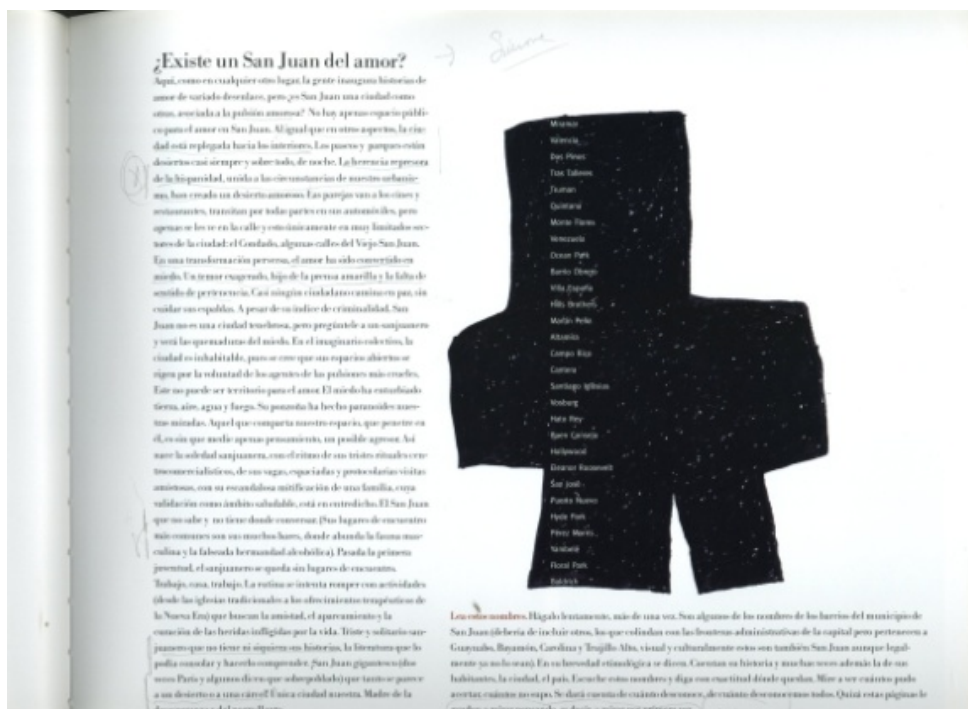 ¿Existe un San Juan del amor?
Aquí, como en cualquier otro lugar, la gente inaugura historias de
amor de variado desenlace, pero ¿es San Juan una ciudad como
otras, asociada a la pulsión amorosa? No hay apenas espacio públi-
co para el amor en San Juan. Al igual que en otros aspectos, la ciu-
dad está replegada hacia los interiores. Los paseos y parques están
desiertos casi siempre y sobre todo, de noche. La herencia represora
de la hispanidad, unida a las circunstancias de nuestro urbanis-
mo, han creado un desierto amoroso. Las parejas van a los cines y
restaurantes, transitan por todas partes en sus automóviles, pero
apenas se les ve en la calle y esto únicamente en muy limitados sec-
tores de la ciudad: el Condado, algunas calles del Viejo San Juan.
En una transformación perversa, el amor ha sido convertido en
miedo. Un temor exagerado, hijo de la prensa amarilla y la falta de
sentido de pertenencia. Casi ningún ciudadano camina en paz, sin
cuidar sus espaldas. A pesar de su índice de criminalidad, San
Juan no es una ciudad tenebrosa, pero pregúntele a un sanjuanero
y verá las quemaduras del miedo. En el imaginario colectivo, la
ciudad es inhabitable, pues se cree que sus espacios abiertos se
rigen por la voluntad de los agentes de las pulsiones más crueles.
Este no puede ser territorio para el amor. El miedo ha enturbiado
tierra, aire, agua y fuego. Su ponzoña ha hecho paranoides nues-
tras miradas. Aquel que comparta nuestro espacio, que penetre en
él, es sin que medie apenas pensamiento, un posible agresor. Así
nace la soledad sanjuanera, con el ritmo de sus tristes rituales cen-
trocomercialísticos, de sus vagas, espaciadas y protocolarias visitas
amistosas, con su escandalosa mitificación de una familia, cuya
validación como ámbito saludable, está en entredicho. El San Juan
que no sabe y no tiene donde conversar. (Sus lugares de encuentro
más comunes son sus muchos bares, donde abunda la fauna mas-
culina y la falseada hermandad alcohólica). Pasada la primera
juventud, el sanjuanero se queda sin lugares de encuentro.
Trabajo, casa, trabajo. La rutina se intenta romper con actividades
(desde las iglesias tradicionales a los ofrecimientos terapéuticos de
la Nueva Era) que buscan la amistad, el apareamiento y la
curación de las heridas infligidas por la vida. Triste y solitario san-
juanero que no tiene ni siquiera sus historias, la literatura que lo
podía consolar y hacerlo comprender. ¡San Juan gigantesco (dos
veces París y algunos dicen que sobrepoblado) que tanto se parece
a un desierto o a una cárcel! Única ciudad nuestra. Madre de la
Miramar
Valencia
Dos Pinos
Tras Talleres
Truman
Quintana
Monte Flores
Venezuela
Ocean Park
Barrio Obrero
Villa España
Hills Brothers
Martín Peña
Altamira
Campo Rico
Cantera
Santiago Iglesias
Vosburg
Hato Rey
Bjorn Carreda
Hollywood
Eleanor Roosevelt
San José
Puerto Nuevo
Hyde Park
Pérez Morris
Floral Park
Baldrich
Lea estos nombres. Hágalo lentamente, más de una vez. Son algunos de los nombres de los barrios del municipio de
San Juan (debería de incluir otros, los que colindan con las fronteras administrativas de la capital pero pertenecen a
Guaynabo, Bayamón, Carolina y Trujillo Alto, visual y culturalmente estos son también San Juan aunque legal-
mente ya no lo sean). En su brevedad etimológica se dicen. Cuentan su historia y muchas veces además la de sus
habitantes, la ciudad, el país. Escuche estos nombres y diga con exactitud dónde quedan. Mire a ver cuántos pudo
acertar, cuántos no supo. Se dará cuenta de cuánto desconoce, de cuánto desconocemos todos. Quizá estas páginas le